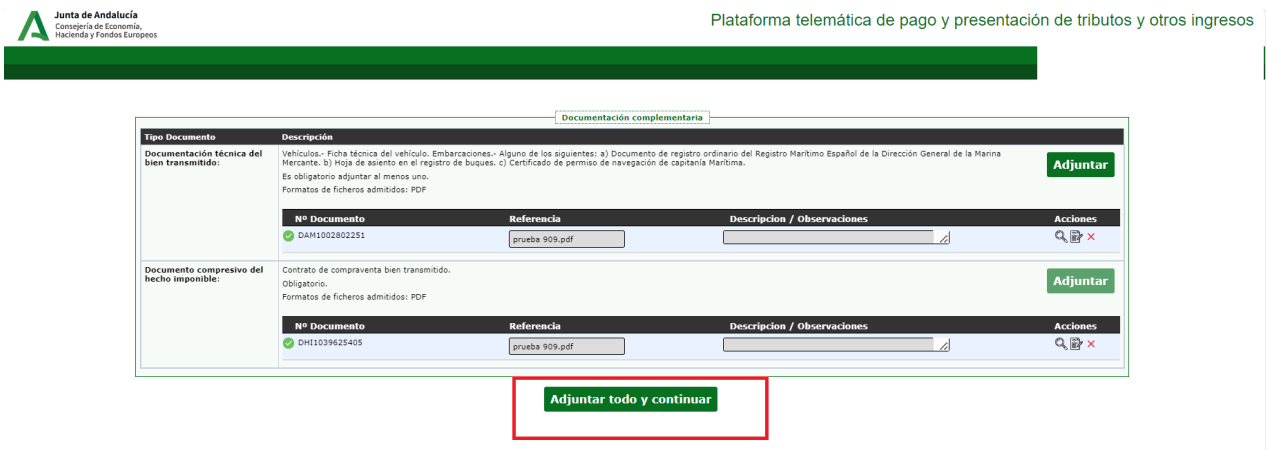 Junta de Andalucía
Consejería de Economía,
Hacienda y Fondos Europeos
Plataforma telemática de pago y presentación de tributos y otros ingresos
Documentación complementaria
Tipo Documento Descripción
Documentación técnica del
bien transmitido:
Vehículos.- Ficha técnica del vehículo. Embarcaciones.- Alguno de los siguientes: a) Documento de registro ordinario del Registro Marítimo Español de la Dirección General de la Marina
Mercante. b) Hoja de asiento en el registro de buques. c) Certificado de permiso de navegación de capitanía Marítima.
Es obligatorio adjuntar al menos uno.
Formatos de ficheros admitidos: PDF
Adjuntar
Nº Documento Referencia Descripcion / Observaciones Acciones
DAM1002802251 prueba 909.pdf
Documento compresivo del
hecho imponible:
Contrato de compraventa bien transmitido.
Obligatorio.
Formatos de ficheros admitidos: PDF
Adjuntar
Nº Documento Referencia Descripcion / Observaciones Acciones
DHI1039625405 prueba 909.pdf
Adjuntar todo y continuar